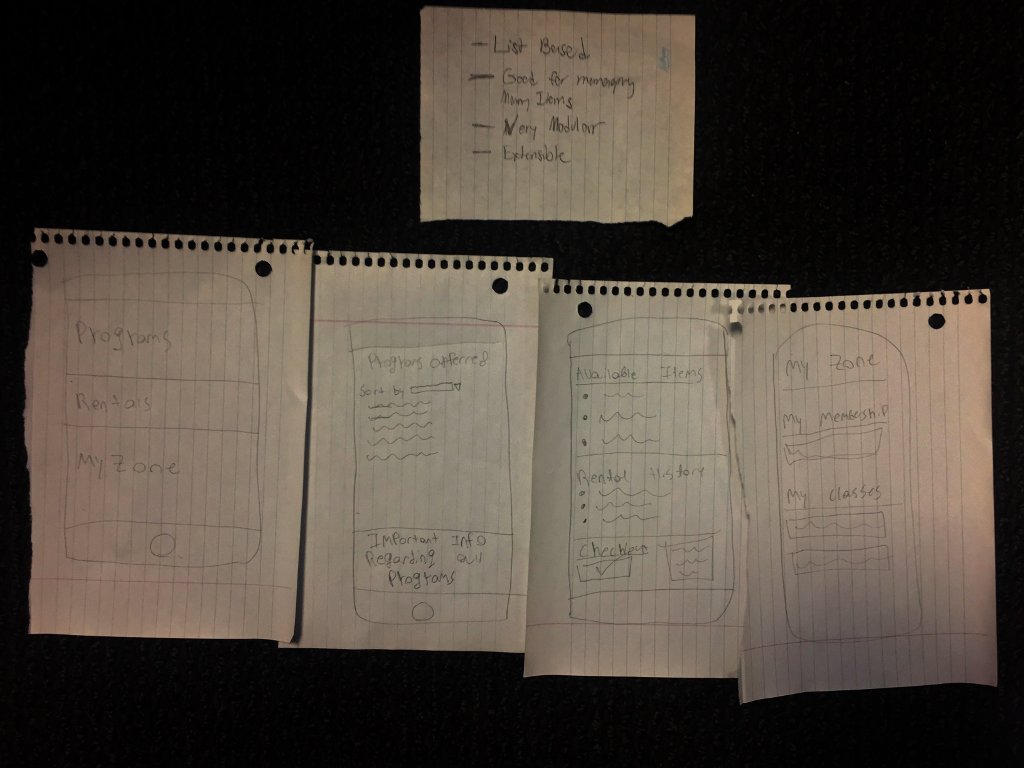 - List Based
- Good for managing
Many Items
- Very Modular
- Extensible
Programs
Rentals
My Zone
Programs offerred
Sort by
Important Info
Regarding all
Programs
Available Items
Rental History
Checkout
My Zone
My Membership
My Classes